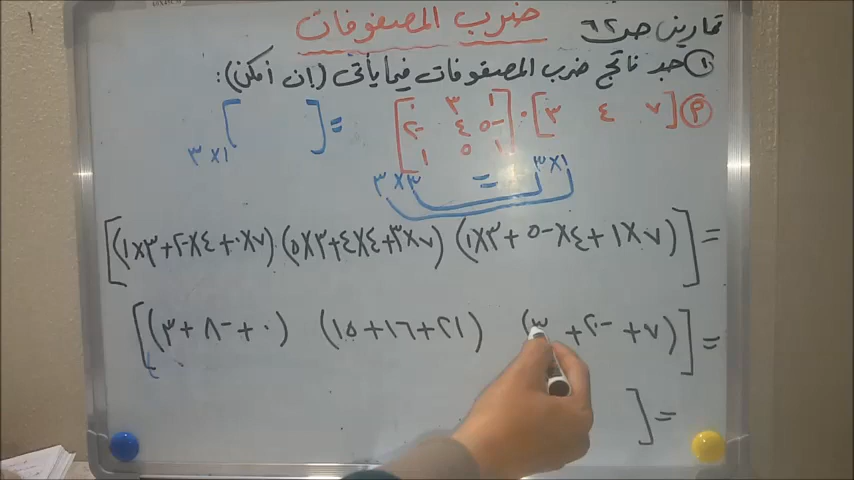 تمارين ص ٦٢ ضرب المصفوفات
١ جد ناتج ضرب المصفوفات فيما يأتي (إن أمكن):
م [٧ ٤ ٣] · [١ ٣ ٠
-٥ ٤ -٢
١ ٥ ١] = [ ]
١×٣ = ٣×٣ ١×٣
= [(٧×١+٤×-٥+٣×١) (٧×٣+٤×٤+٣×٥) (٧×٠+٤×-٢+٣×١)]
= [(٧+-٢٠+٣) (٢١+١٦+١٥) (٠+-٨+٣)]
= [